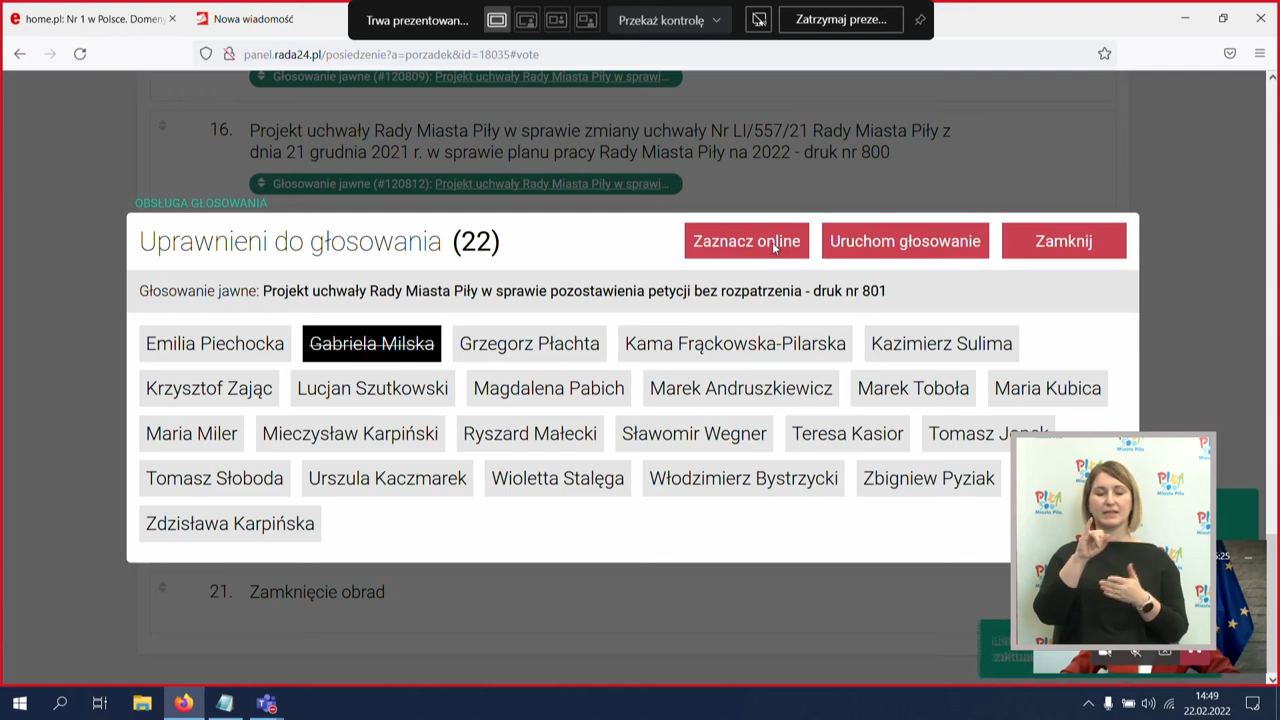 home.pl: Nr 1 w Polsce. Domeny
Nowa wiadomość
Trwa prezentowan...
Przekaż kontrolę
Zatrzymaj preze...
panel.rada24.pl/posiedzenie?a=porzadek&id=18035#vote
Głosowanie jawne (#120809): Projekt uchwały Rady Miasta Piły w sprawi...
16. Projekt uchwały Rady Miasta Piły w sprawie zmiany uchwały Nr LI/557/21 Rady Miasta Piły z
dnia 21 grudnia 2021 r. w sprawie planu pracy Rady Miasta Piły na 2022 - druk nr 800
Głosowanie jawne (#120812): Projekt uchwały Rady Miasta Piły w sprawi...
OBSŁUGA GŁOSOWANIA
Uprawnieni do głosowania (22)
Zaznacz online
Uruchom głosowanie
Zamknij
Głosowanie jawne: Projekt uchwały Rady Miasta Piły w sprawie pozostawienia petycji bez rozpatrzenia - druk nr 801
Emilia Piechocka Gabriela Milska Grzegorz Płachta Kama Frąckowska-Pilarska Kazimierz Sulima
Krzysztof Zając Lucjan Szutkowski Magdalena Pabich Marek Andruszkiewicz Marek Toboła Maria Kubica
Maria Miler Mieczysław Karpiński Ryszard Małecki Sławomir Wegner Teresa Kasior Tomasz
Tomasz Słoboda Urszula Kaczmarek Wioletta Stalęga Włodzimierz Bystrzycki Zbigniew Pyziak
Zdzisława Karpińska
21. Zamknięcie obrad
5:25
14:49
22.02.2022